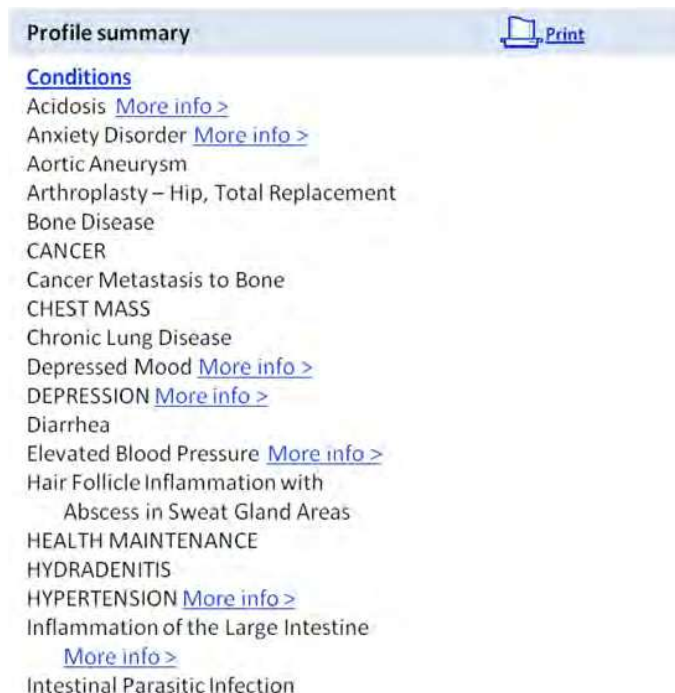 Profile summary Print
Conditions
Acidosis More info >
Anxiety Disorder More info >
Aortic Aneurysm
Arthroplasty – Hip, Total Replacement
Bone Disease
CANCER
Cancer Metastasis to Bone
CHEST MASS
Chronic Lung Disease
Depressed Mood More info >
DEPRESSION More info >
Diarrhea
Elevated Blood Pressure More info >
Hair Follicle Inflammation with
Abscess in Sweat Gland Areas
HEALTH MAINTENANCE
HYDRADENITIS
HYPERTENSION More info >
Inflammation of the Large Intestine
More info >
Intestinal Parasitic Infection